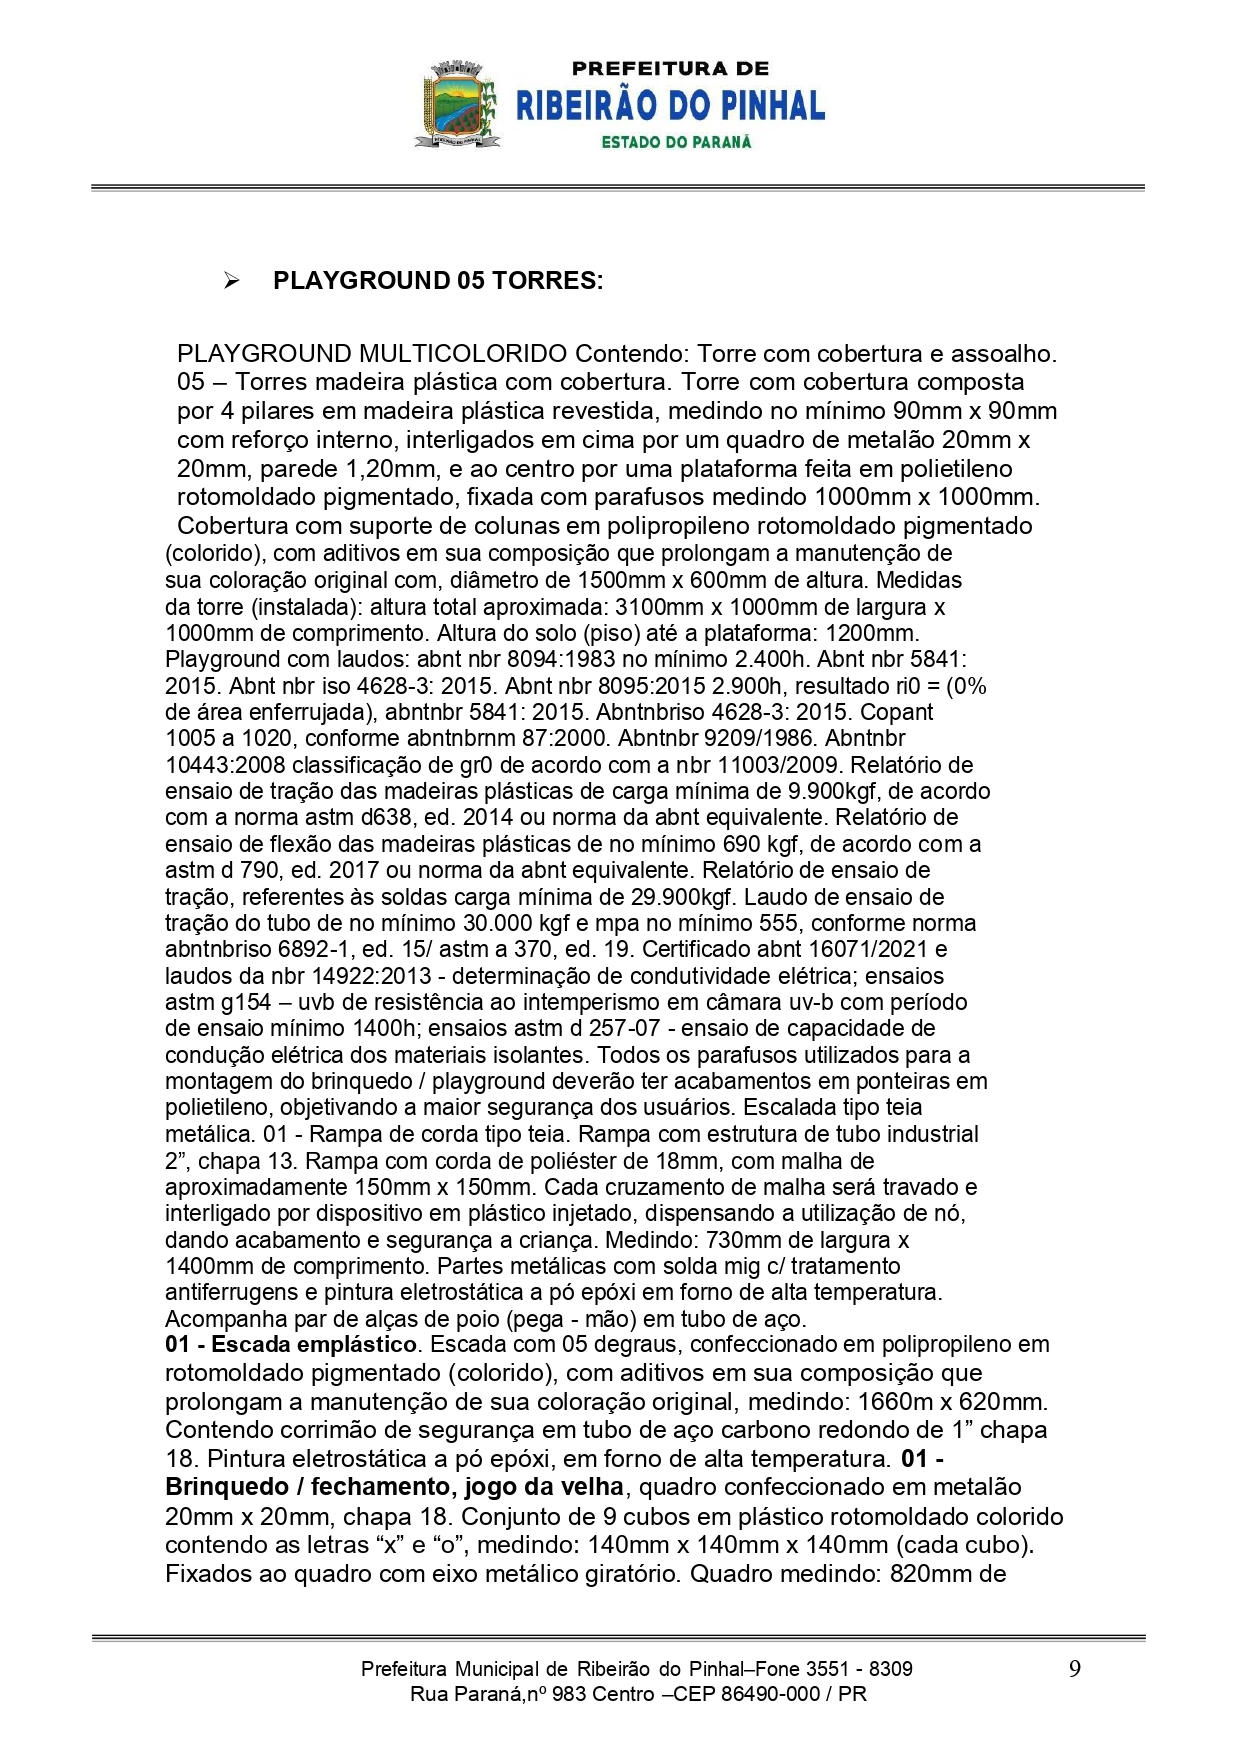 PREFEITURA DE
RIBEIRÃO DO PINHAL
ESTADO DO PARANÁ
RIBEIRÃO DO PINHAL
➢ PLAYGROUND 05 TORRES:
PLAYGROUND MULTICOLORIDO Contendo: Torre com cobertura e assoalho.
05 – Torres madeira plástica com cobertura. Torre com cobertura composta
por 4 pilares em madeira plástica revestida, medindo no mínimo 90mm x 90mm
com reforço interno, interligados em cima por um quadro de metalão 20mm x
20mm, parede 1,20mm, e ao centro por uma plataforma feita em polietileno
rotomoldado pigmentado, fixada com parafusos medindo 1000mm x 1000mm.
Cobertura com suporte de colunas em polipropileno rotomoldado pigmentado
(colorido), com aditivos em sua composição que prolongam a manutenção de
sua coloração original com, diâmetro de 1500mm x 600mm de altura. Medidas
da torre (instalada): altura total aproximada: 3100mm x 1000mm de largura x
1000mm de comprimento. Altura do solo (piso) até a plataforma: 1200mm.
Playground com laudos: abnt nbr 8094:1983 no mínimo 2.400h. Abnt nbr 5841:
2015. Abnt nbr iso 4628-3: 2015. Abnt nbr 8095:2015 2.900h, resultado ri0 = (0%
de área enferrujada), abntnbr 5841: 2015. Abntnbriso 4628-3: 2015. Copant
1005 a 1020, conforme abntnbrnm 87:2000. Abntnbr 9209/1986. Abntnbr
10443:2008 classificação de gr0 de acordo com a nbr 11003/2009. Relatório de
ensaio de tração das madeiras plásticas de carga mínima de 9.900kgf, de acordo
com a norma astm d638, ed. 2014 ou norma da abnt equivalente. Relatório de
ensaio de flexão das madeiras plásticas de no mínimo 690 kgf, de acordo com a
astm d 790, ed. 2017 ou norma da abnt equivalente. Relatório de ensaio de
tração, referentes às soldas carga mínima de 29.900kgf. Laudo de ensaio de
tração do tubo de no mínimo 30.000 kgf e mpa no mínimo 555, conforme norma
abntnbriso 6892-1, ed. 15/ astm a 370, ed. 19. Certificado abnt 16071/2021 e
laudos da nbr 14922:2013 - determinação de condutividade elétrica; ensaios
astm g154 – uvb de resistência ao intemperismo em câmara uv-b com período
de ensaio mínimo 1400h; ensaios astm d 257-07 - ensaio de capacidade de
condução elétrica dos materiais isolantes. Todos os parafusos utilizados para a
montagem do brinquedo / playground deverão ter acabamentos em ponteiras em
polietileno, objetivando a maior segurança dos usuários. Escalada tipo teia
metálica. 01 - Rampa de corda tipo teia. Rampa com estrutura de tubo industrial
2”, chapa 13. Rampa com corda de poliéster de 18mm, com malha de
aproximadamente 150mm x 150mm. Cada cruzamento de malha será travado e
interligado por dispositivo em plástico injetado, dispensando a utilização de nó,
dando acabamento e segurança a criança. Medindo: 730mm de largura x
1400mm de comprimento. Partes metálicas com solda mig c/ tratamento
antiferrugens e pintura eletrostática a pó epóxi em forno de alta temperatura.
Acompanha par de alças de poio (pega - mão) em tubo de aço.
01 - Escada emplástico. Escada com 05 degraus, confeccionado em polipropileno em
rotomoldado pigmentado (colorido), com aditivos em sua composição que
prolongam a manutenção de sua coloração original, medindo: 1660m x 620mm.
Contendo corrimão de segurança em tubo de aço carbono redondo de 1” chapa
18. Pintura eletrostática a pó epóxi, em forno de alta temperatura. 01 -
Brinquedo / fechamento, jogo da velha, quadro confeccionado em metalão
20mm x 20mm, chapa 18. Conjunto de 9 cubos em plástico rotomoldado colorido
contendo as letras “x” e “o”, medindo: 140mm x 140mm x 140mm (cada cubo).
Fixados ao quadro com eixo metálico giratório. Quadro medindo: 820mm de
Prefeitura Municipal de Ribeirão do Pinhal–Fone 3551 - 8309
9
Rua Paraná,nº 983 Centro –CEP 86490-000 / PR